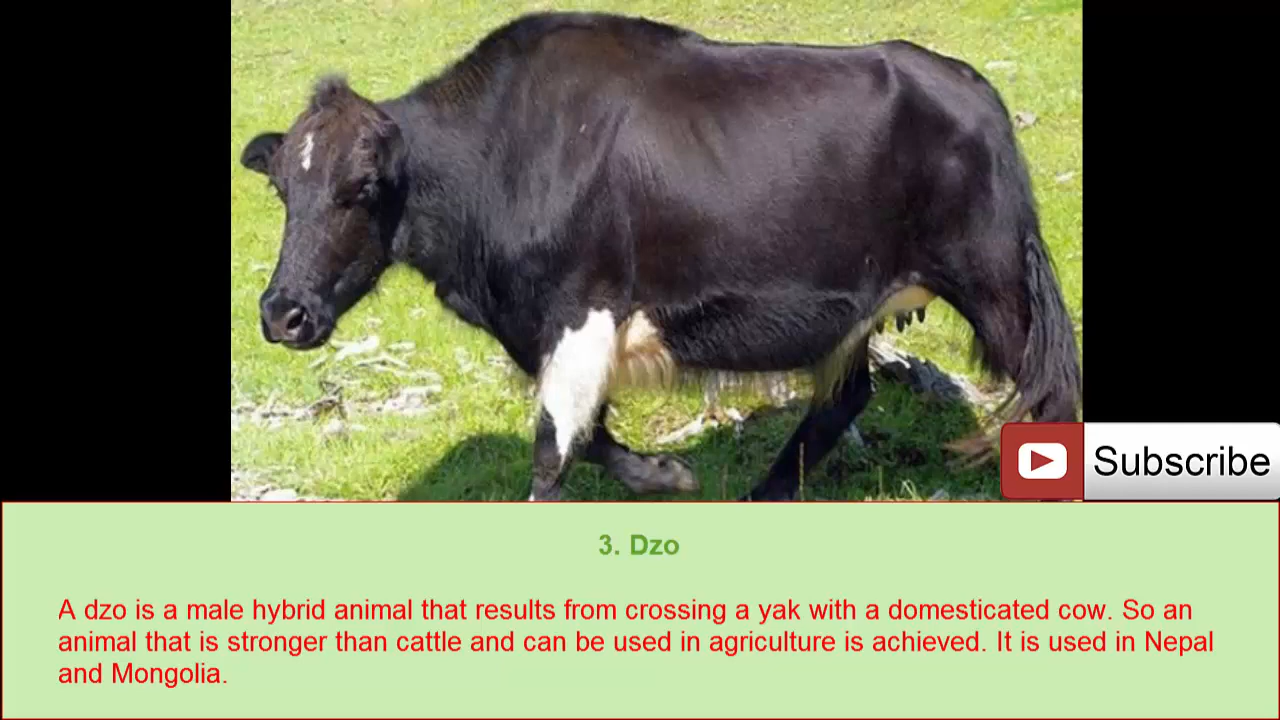 Subscribe
3. Dzo
A dzo is a male hybrid animal that results from crossing a yak with a domesticated cow. So an
animal that is stronger than cattle and can be used in agriculture is achieved. It is used in Nepal
and Mongolia.